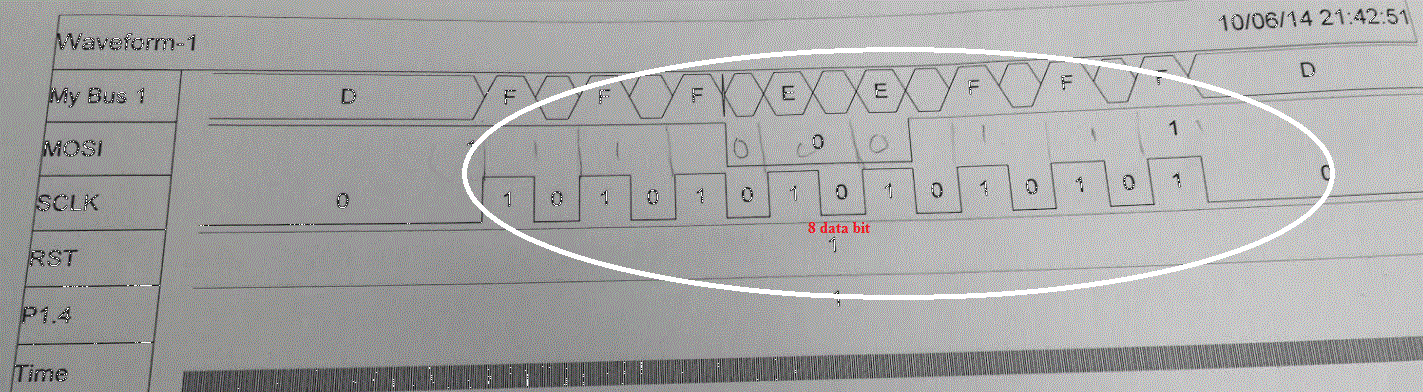 10/06/14 21:42:51
Waveform-1
My Bus 1 D F F F E E F F F D
MOSI 1 1 1 0 0 0 0 1 1 1
SCLK 0 1 0 1 0 1 0 1 0 1 0 1 0 1 0 1 0
8 data bit
RST 1
P1.4 1
Time